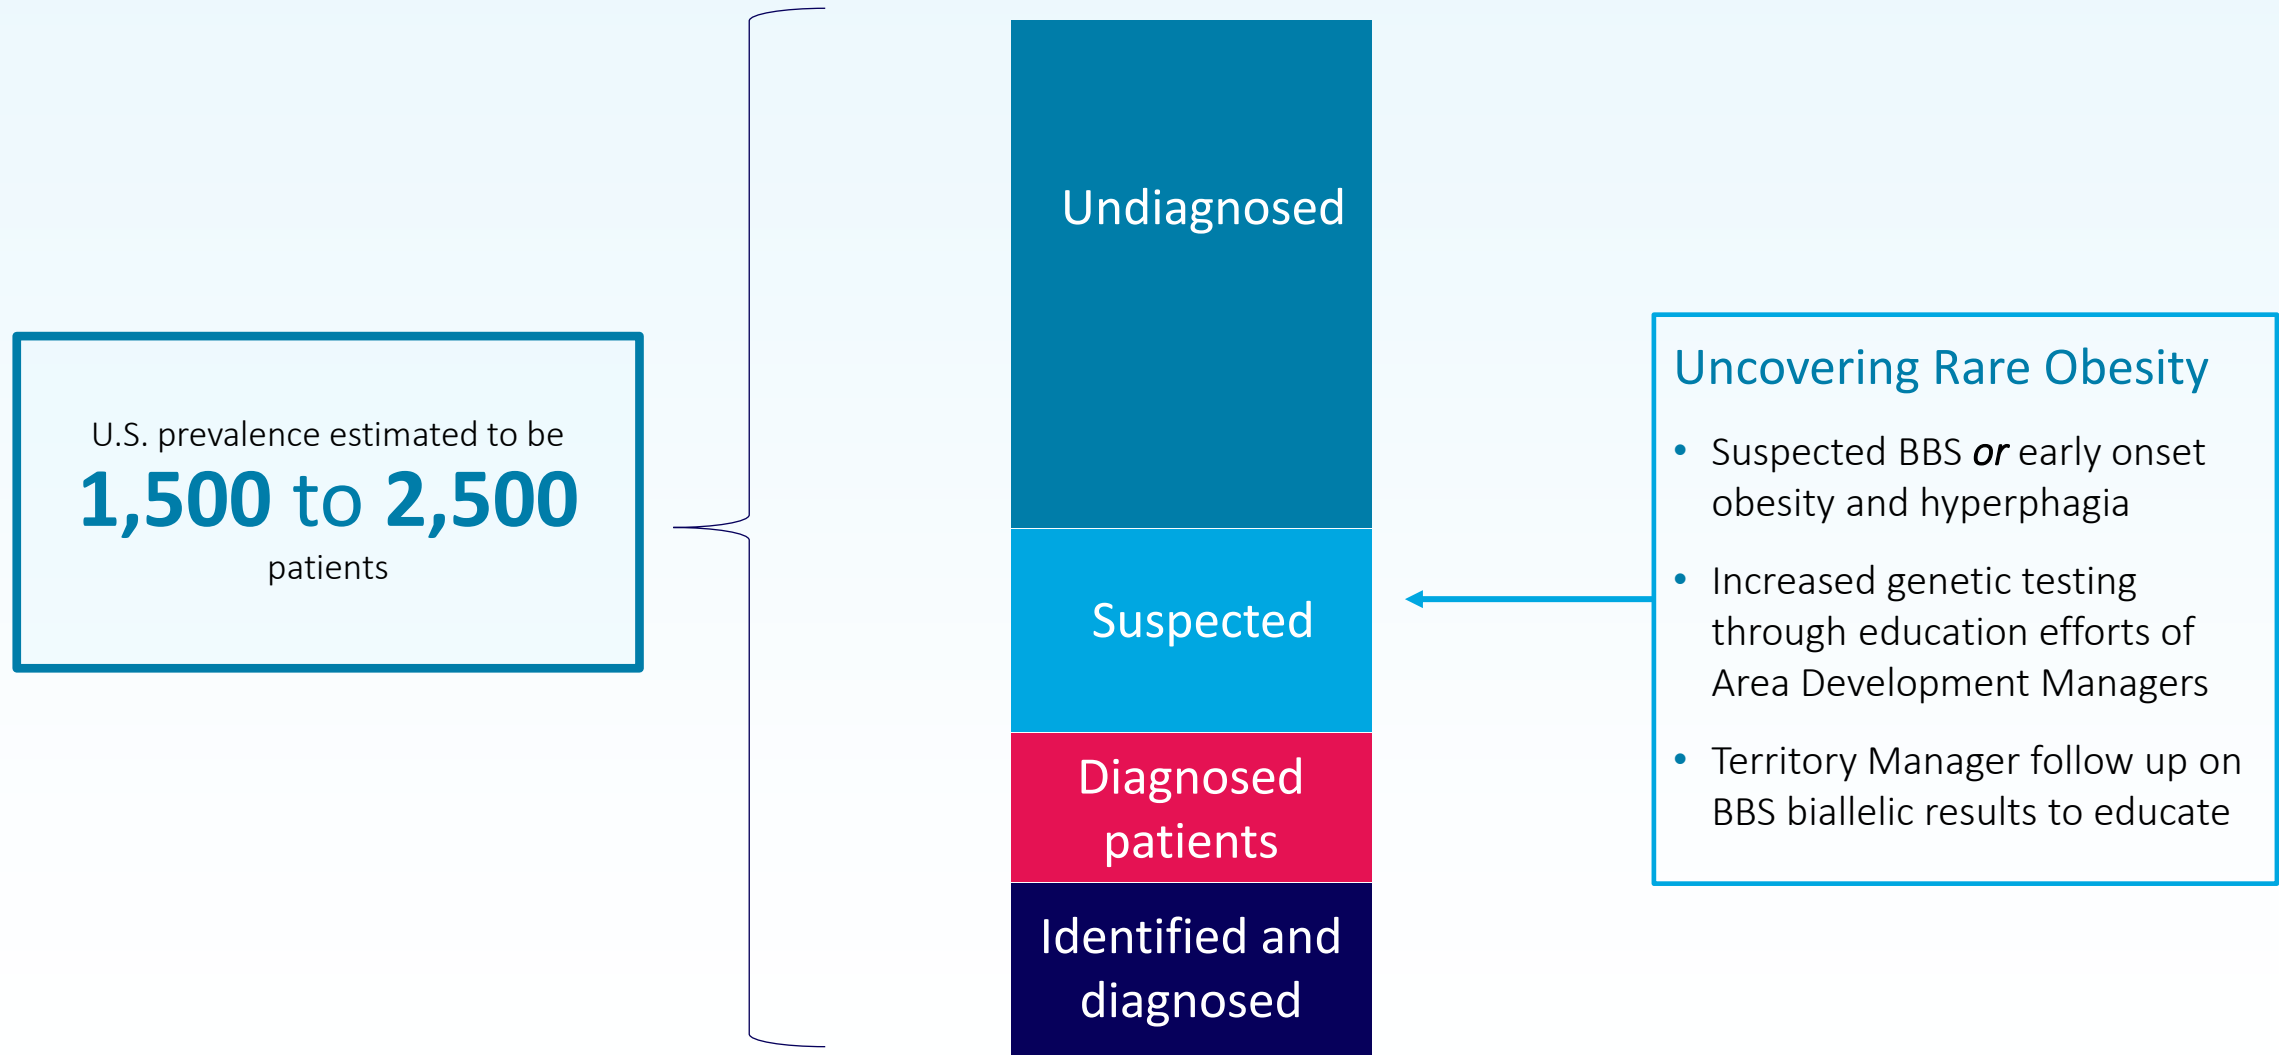 U.S. prevalence estimated to be
1,500 to 2,500
patients
Undiagnosed
Suspected
Diagnosed
patients
Identified and
diagnosed
Uncovering Rare Obesity
• Suspected BBS or early onset
obesity and hyperphagia
• Increased genetic testing
through education efforts of
Area Development Managers
• Territory Manager follow up on
BBS biallelic results to educate